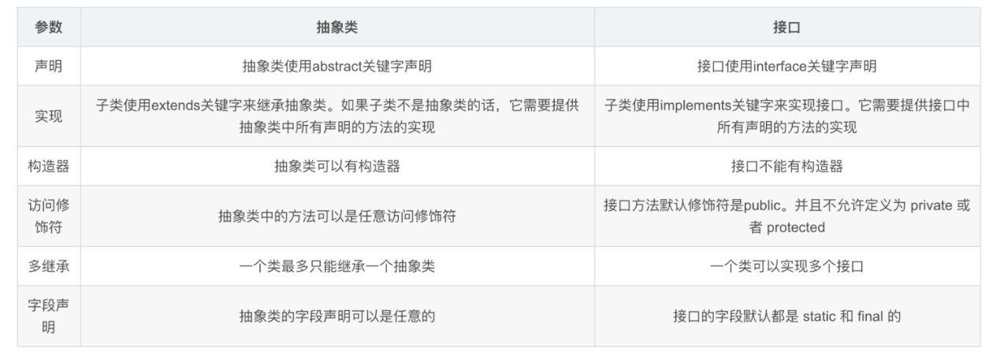 参数 抽象类 接口
声明 抽象类使用abstract关键字声明 接口使用interface关键字声明
实现 子类使用extends关键字来继承抽象类。如果子类不是抽象类的话，它需要提供
抽象类中所有声明的方法的实现
子类使用implements关键字来实现接口。它需要提供接口中
所有声明的方法的实现
构造器 抽象类可以有构造器 接口不能有构造器
访问修
饰符
抽象类中的方法可以是任意访问修饰符
接口方法默认修饰符是public。并且不允许定义为 private 或
者 protected
多继承 一个类最多只能继承一个抽象类 一个类可以实现多个接口
字段声
明
抽象类的字段声明可以是任意的
接口的字段默认都是 static 和 final 的